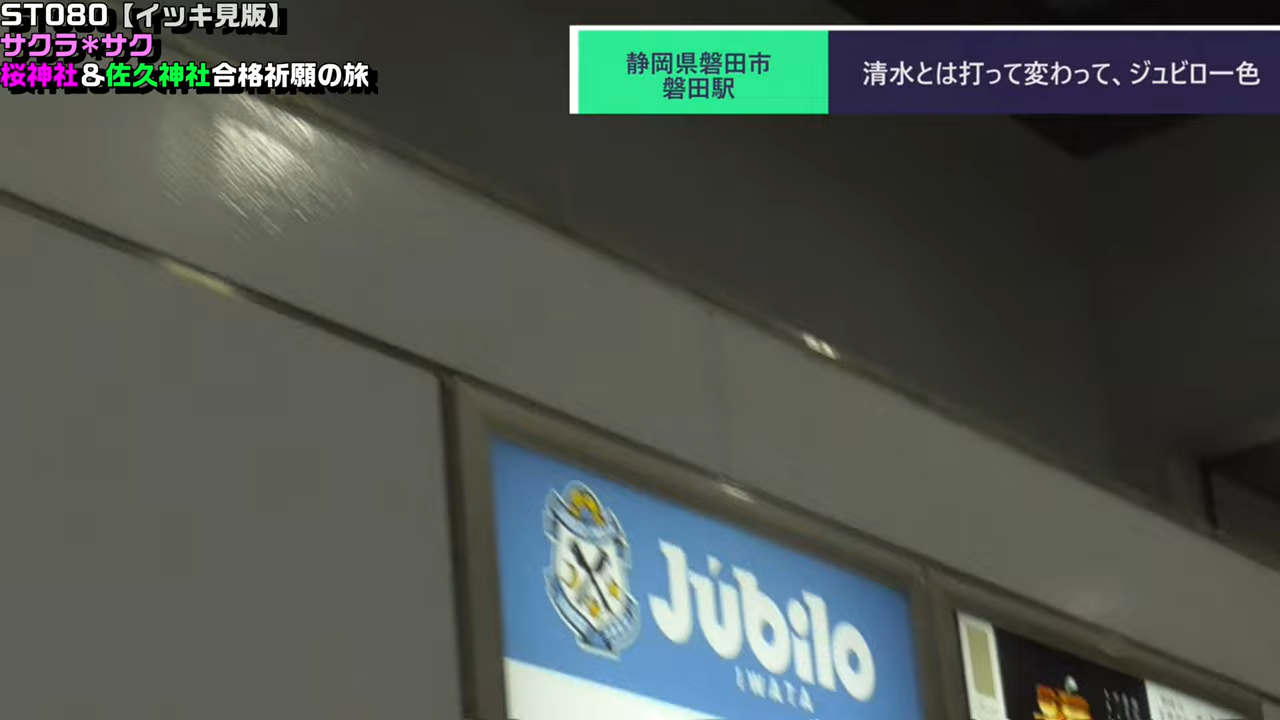 ST080【イッキ見版】
サクラ*サク
桜神社&佐久神社合格祈願の旅
静岡県磐田市
磐田駅
清水とは打って変わって、ジュビロ一色
Júbilo
IWATA